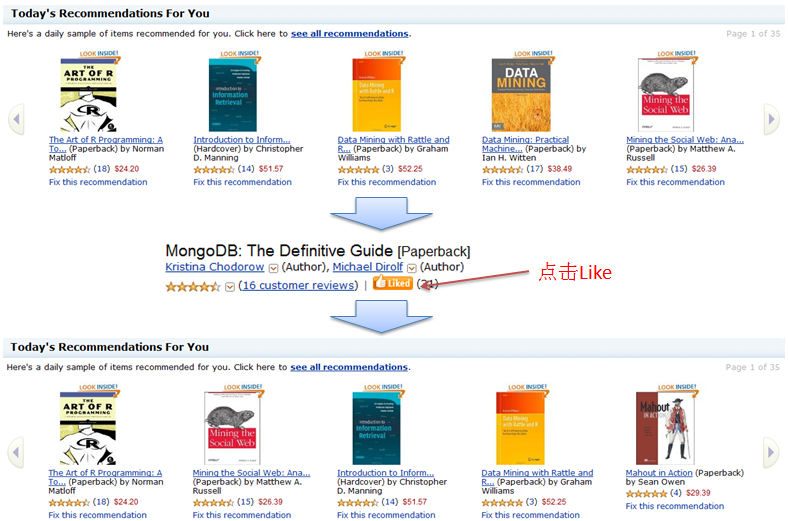 Today's Recommendations For You
Here's a daily sample of items recommended for you. Click here to see all recommendations. Page 1 of 35
LOOK INSIDE! LOOK INSIDE! LOOK INSIDE! LOOK INSIDE! LOOK INSIDE!
THE ART OF R PROGRAMMING
Introduction to Information Retrieval
Data Mining with Rattle and R
DATA MINING
Mining the Social Web
The Art of R Programming: A To... (Paperback) by Norman Matloff
(18) $24.20
Fix this recommendation
Introduction to Inform... (Hardcover) by Christopher D. Manning
(14) $51.57
Fix this recommendation
Data Mining with Rattle and R... (Paperback) by Graham Williams
(3) $52.25
Fix this recommendation
Data Mining: Practical Machine... (Paperback) by Ian H. Witten
(17) $38.49
Fix this recommendation
Mining the Social Web: Ana... (Paperback) by Matthew A. Russell
(15) $26.39
Fix this recommendation
MongoDB: The Definitive Guide [Paperback]
Kristina Chodorow (Author), Michael Dirolf (Author)
(16 customer reviews) | Liked (21)
点击Like
Today's Recommendations For You
Here's a daily sample of items recommended for you. Click here to see all recommendations. Page 1 of 35
LOOK INSIDE! LOOK INSIDE! LOOK INSIDE! LOOK INSIDE! LOOK INSIDE!
THE ART OF R PROGRAMMING
Mining the Social Web
Introduction to Information Retrieval
Data Mining with Rattle and R
Mahout IN ACTION
The Art of R Programming: A To... (Paperback) by Norman Matloff
(18) $24.20
Fix this recommendation
Mining the Social Web: Ana... (Paperback) by Matthew A. Russell
(15) $26.39
Fix this recommendation
Introduction to Inform... (Hardcover) by Christopher D. Manning
(14) $51.57
Fix this recommendation
Data Mining with Rattle and R... (Paperback) by Graham Williams
(3) $52.25
Fix this recommendation
Mahout in Action (Paperback) by Sean Owen
(4) $29.39
Fix this recommendation